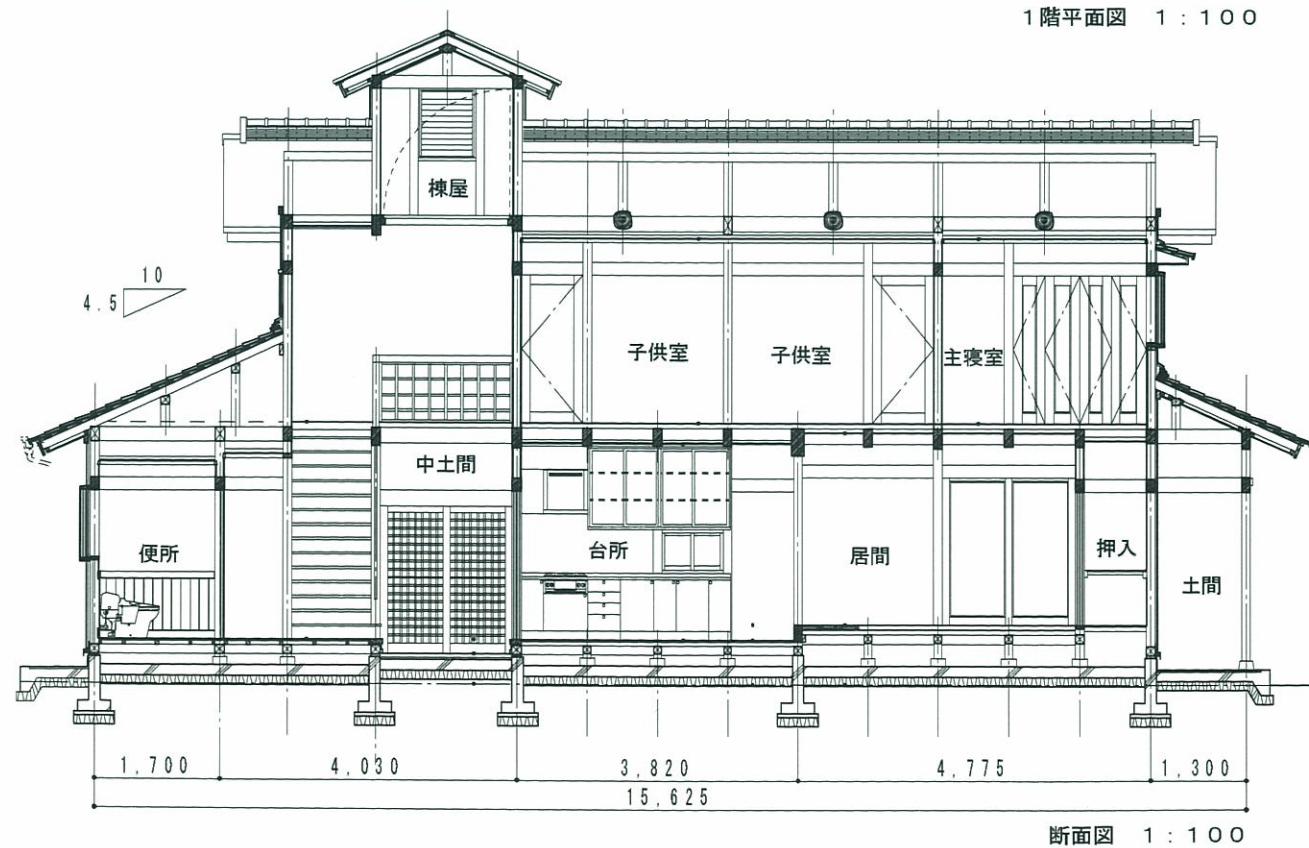 1階平面図 1:100
棟屋
10
4.5
子供室 子供室 主寝室
中土間
便所 台所 居間 押入
土間
1,700 4,030 3,820 4,775 1,300
15,625
断面図 1:100